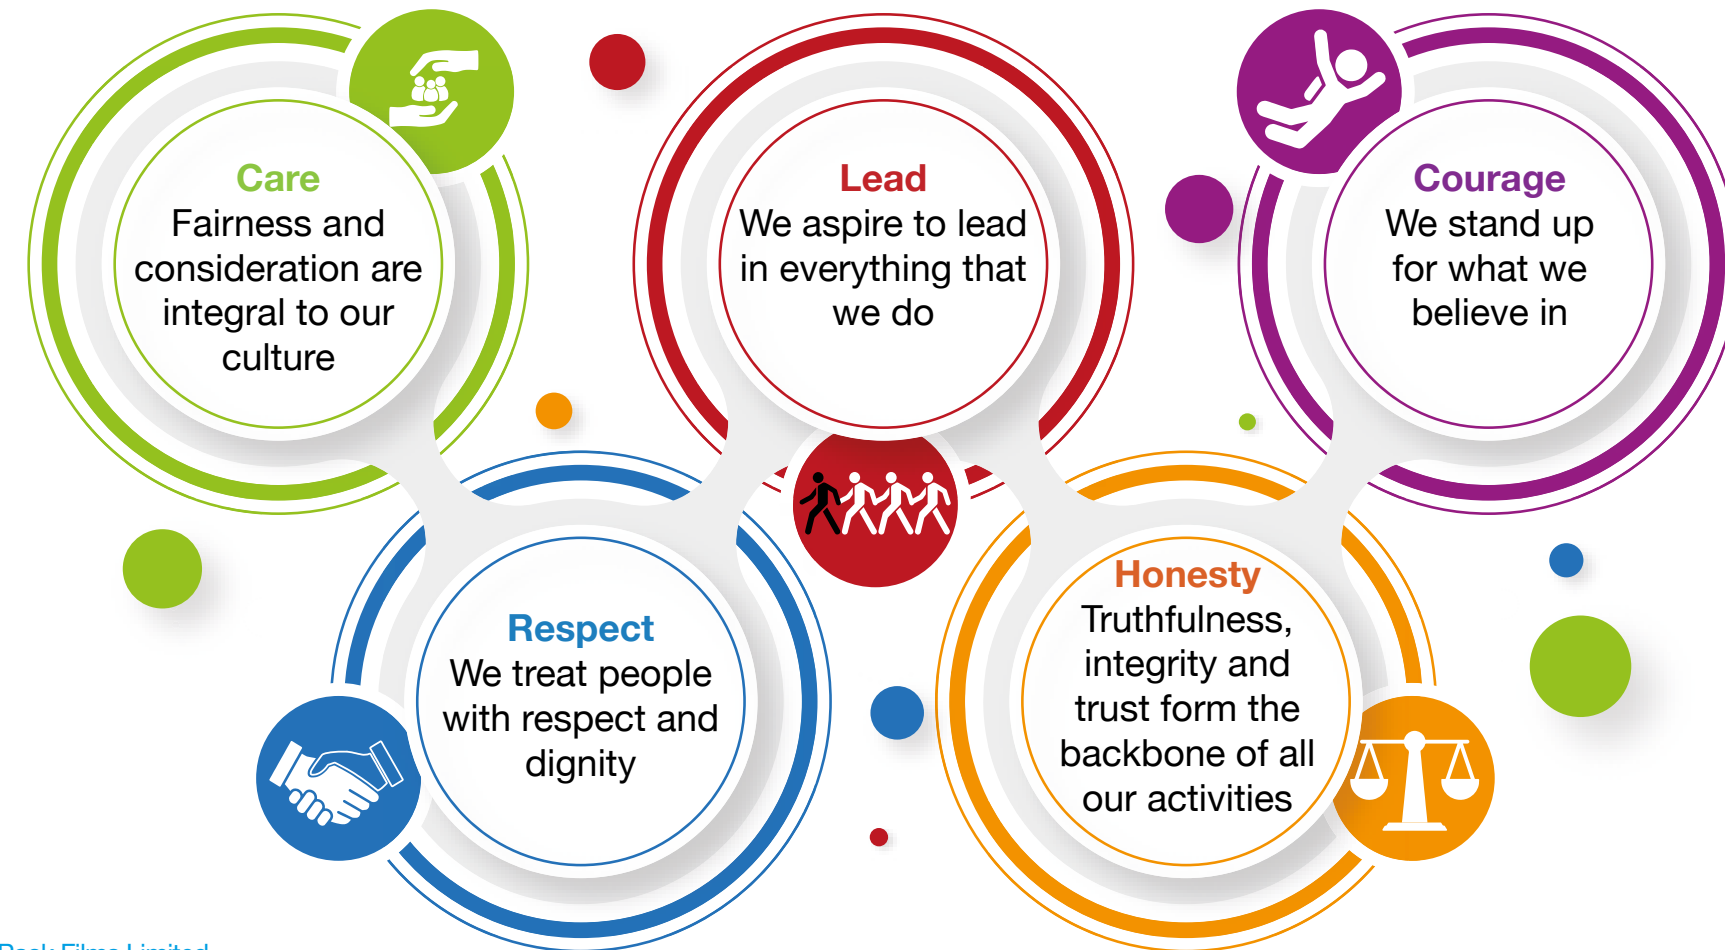 Care
Fairness and
consideration are
integral to our
culture
Lead
We aspire to lead
in everything that
we do
Courage
We stand up
for what we
believe in
Respect
We treat people
with respect and
dignity
Honesty
Truthfulness,
integrity and
trust form the
backbone of all
our activities
Films Limited